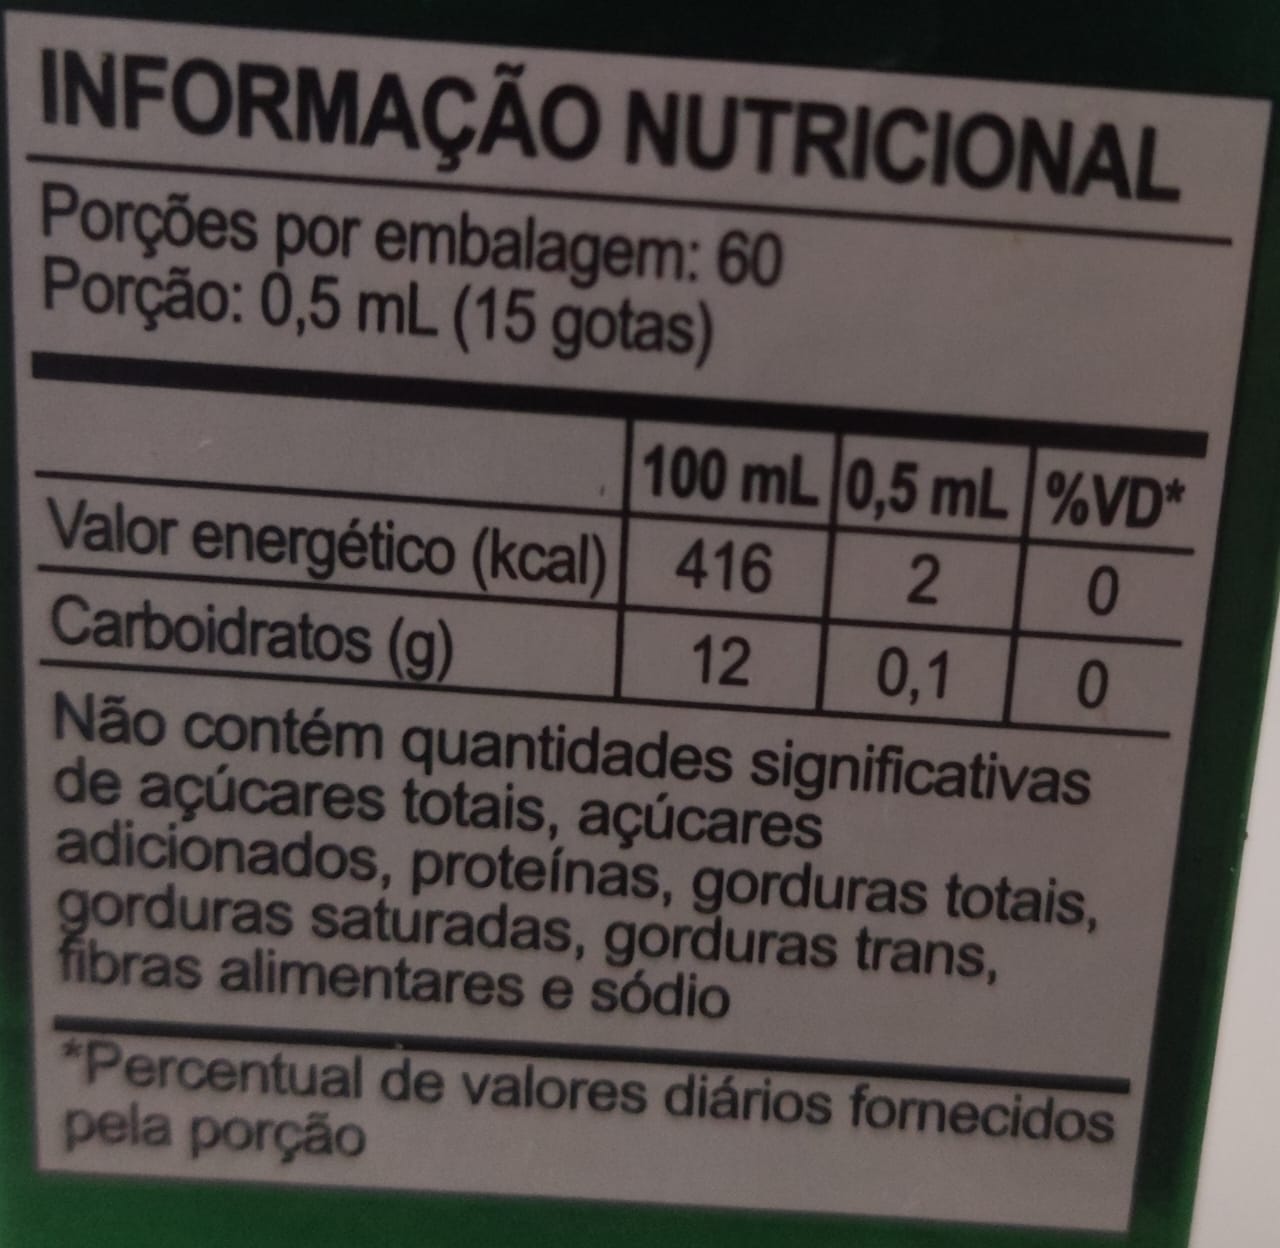 INFORMAÇÃO NUTRICIONAL
Porções por embalagem: 60
Porção: 0,5 mL (15 gotas)
100 mL 0,5 mL %VD*
Valor energético (kcal) 416 2 0
Carboidratos (g) 12 0,1 0
Não contém quantidades significativas
de açúcares totais, açúcares
adicionados, proteínas, gorduras totais,
gorduras saturadas, gorduras trans,
fibras alimentares e sódio
*Percentual de valores diários fornecidos
pela porção